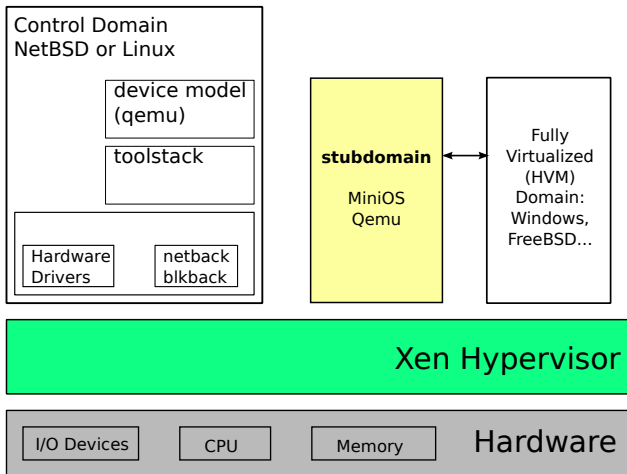 Control Domain
NetBSD or Linux
device model
(qemu)
toolstack
Hardware
Drivers
netback
blkback
stubdomain
MiniOS
Qemu
Fully
Virtualized
(HVM)
Domain:
Windows,
FreeBSD...
Xen Hypervisor
I/O Devices
CPU
Memory
Hardware